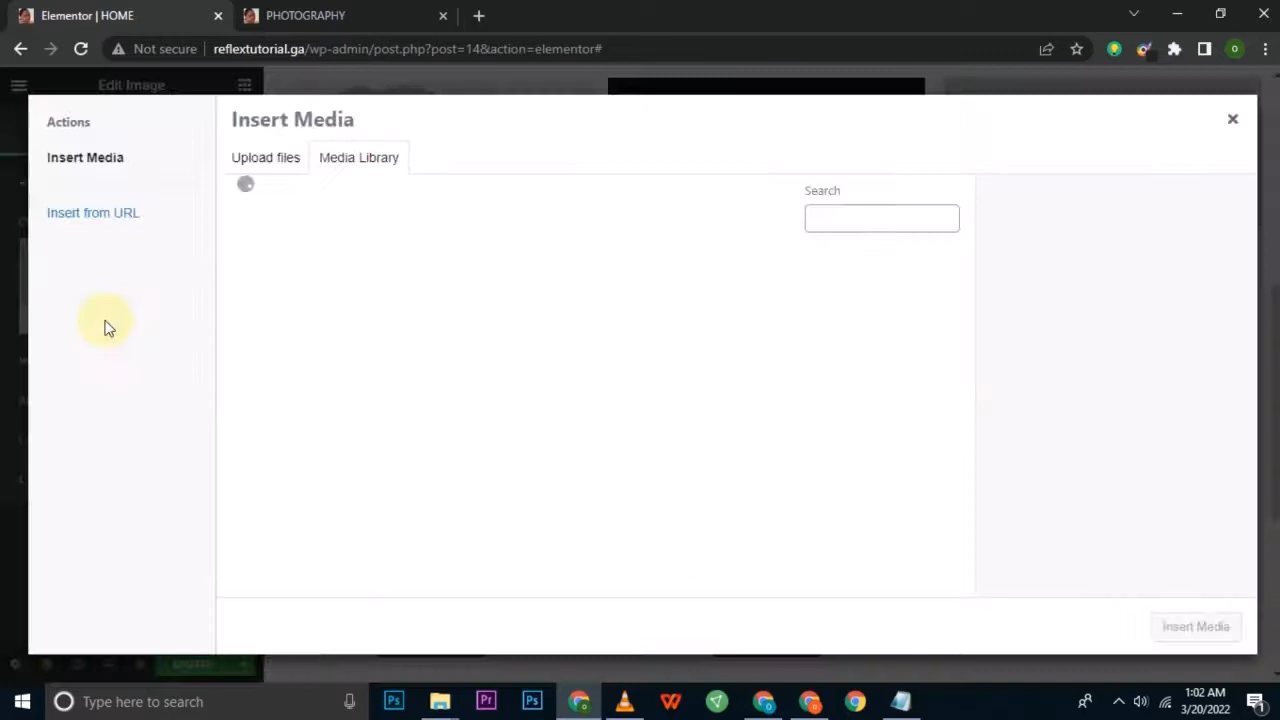 Elementor | HOME
PHOTOGRAPHY
Not secure
reflextutorial.ga/wp-admin/post.php?post=14&action=elementor#
Edit Image
Actions
Insert Media
Insert from URL
Insert Media
Upload files
Media Library
Search
Insert Media
Type here to search
1:02 AM
3/20/2022